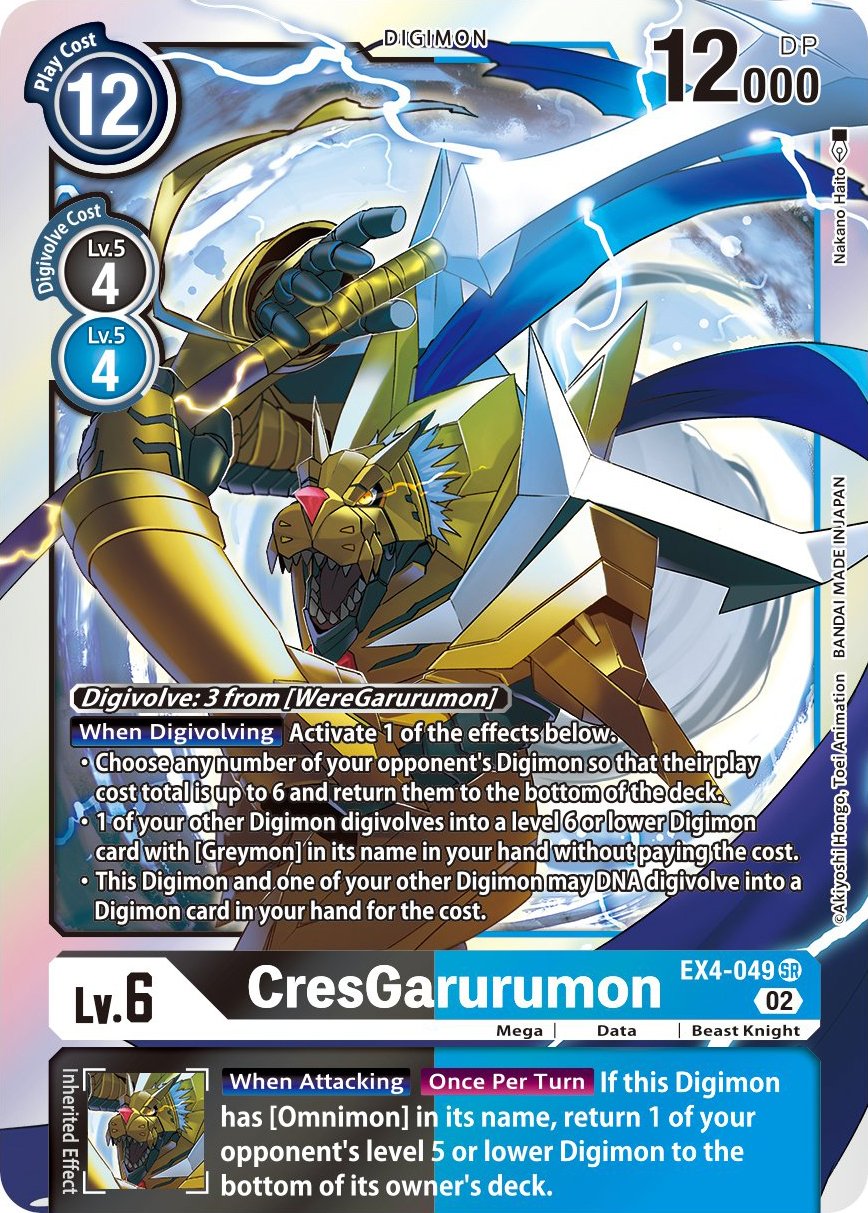 DIGIMON
Play Cost
12
12000
DP
Digivolve Cost
Lv.5
4
Lv.5
4
Nakano Haito
BANDAI MADE IN JAPAN
©Akiyoshi Hongo, Toei Animation
Digivolve: 3 from [WereGarurumon]
When Digivolving Activate 1 of the effects below.
・Choose any number of your opponent's Digimon so that their play
cost total is up to 6 and return them to the bottom of the deck.
・1 of your other Digimon digivolves into a level 6 or lower Digimon
card with [Greymon] in its name in your hand without paying the cost.
・This Digimon and one of your other Digimon may DNA digivolve into a
Digimon card in your hand for the cost.
Lv.6
CresGarurumon
EX4-049 SR
02
Mega | Data | Beast Knight
Inherited Effect
When Attacking Once Per Turn If this Digimon
has [Omnimon] in its name, return 1 of your
opponent's level 5 or lower Digimon to the
bottom of its owner's deck.